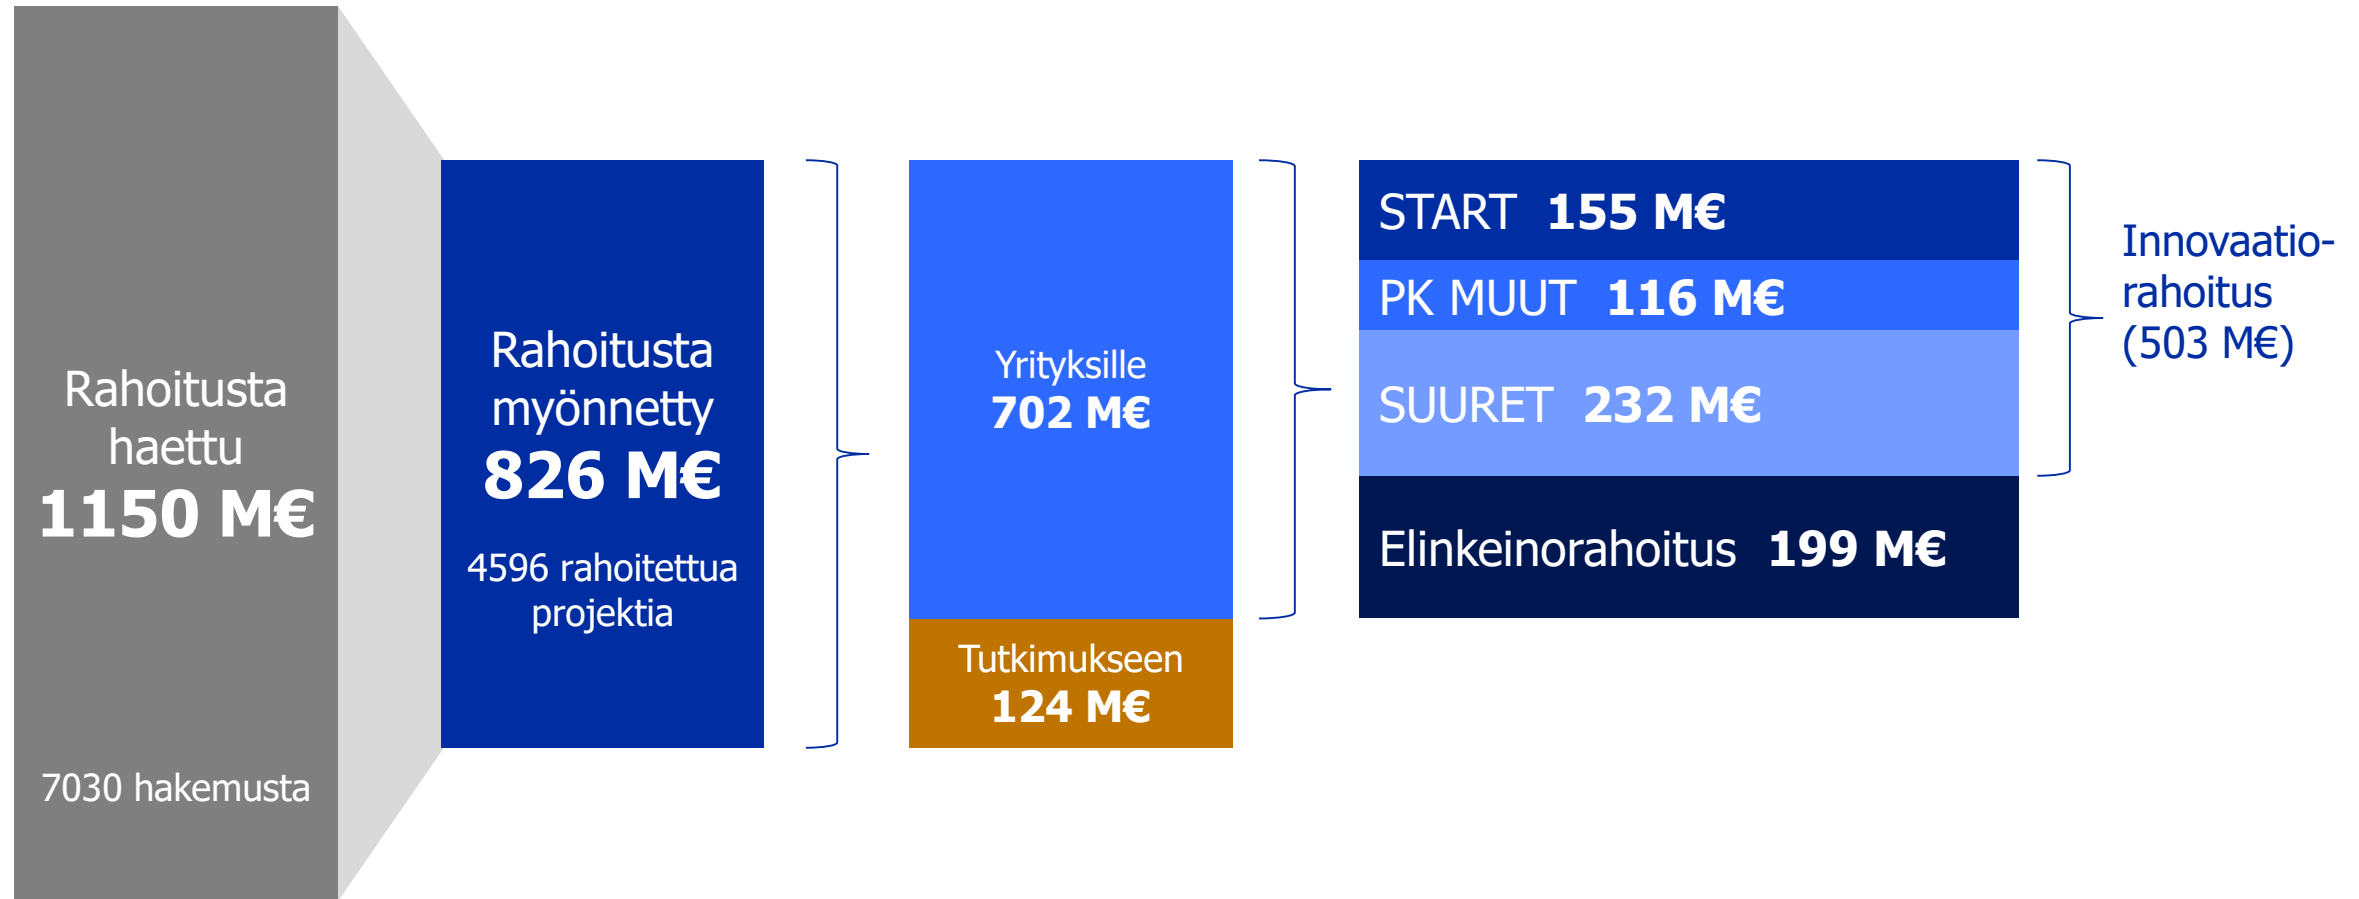 Rahoitusta
haettu
1150 M€
7030 hakemusta
Rahoitusta
myönnetty
826 M€
4596 rahoitettua
projektia
Yrityksille
702 M€
Tutkimukseen
124 M€
START 155 M€
PK MUUT 116 M€
SUURET 232 M€
Elinkeinorahoitus 199 M€
Innovaatio-
rahoitus
(503 M€)